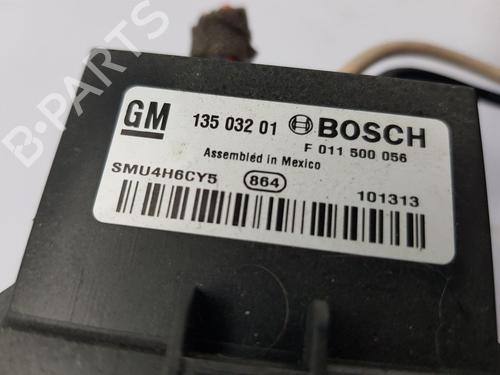 GM 135 032 01 BOSCH
F 011 500 056
Assembled in Mexico
SMU4H6CY5 864 101313
B-PARTS